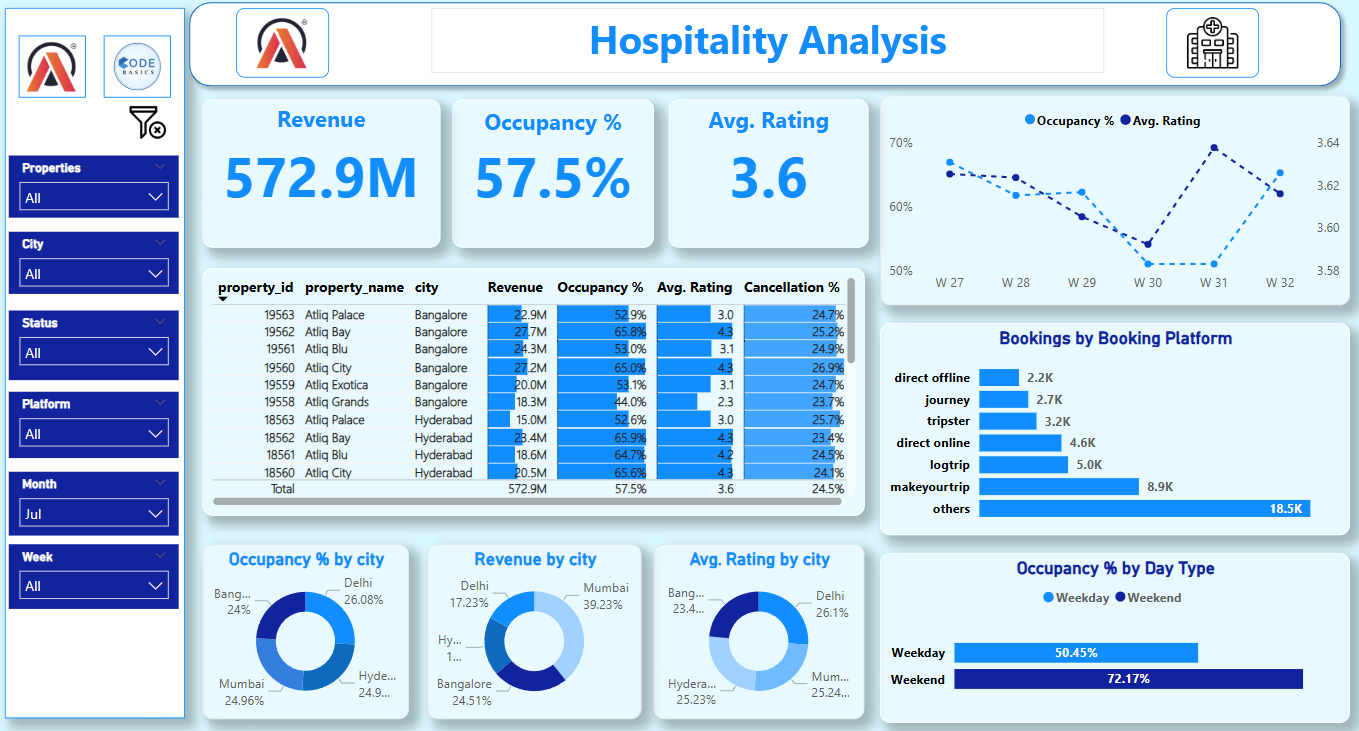 Hospitality Analysis
CODE
BASICS
Properties
All
City
All
Status
All
Platform
All
Month
Jul
Week
All
Revenue
572.9M
Occupancy %
57.5%
Avg. Rating
3.6
Occupancy % Avg. Rating
70%
60%
50%
3.64
3.62
3.60
3.58
W 27 W 28 W 29 W 30 W 31 W 32
property_id property_name city Revenue Occupancy % Avg. Rating Cancellation %
19563 Atliq Palace Bangalore 22.9M 52.9% 3.0 24.7%
19562 Atliq Bay Bangalore 27.7M 65.8% 4.3 25.2%
19561 Atliq Blu Bangalore 24.3M 53.0% 3.1 24.9%
19560 Atliq City Bangalore 27.2M 65.0% 4.3 26.9%
19559 Atliq Exotica Bangalore 20.0M 53.1% 3.1 24.7%
19558 Atliq Grands Bangalore 18.3M 44.0% 2.3 23.7%
18563 Atliq Palace Hyderabad 15.0M 52.6% 3.0 25.7%
18562 Atliq Bay Hyderabad 23.4M 65.9% 4.3 23.4%
18561 Atliq Blu Hyderabad 18.6M 64.7% 4.2 24.5%
18560 Atliq City Hyderabad 20.5M 65.6% 4.3 24.1%
Total 572.9M 57.5% 3.6 24.5%
Bookings by Booking Platform
direct offline 2.2K
journey 2.7K
tripster 3.2K
direct online 4.6K
logtrip 5.0K
makeyourtrip 8.9K
others 18.5K
Occupancy % by city
Delhi
26.08%
Hyde...
24.9...
Mumbai
24.96%
Bang...
24%
Revenue by city
Mumbai
39.23%
Bangalore
24.51%
Hy...
1...
Delhi
17.23%
Avg. Rating by city
Delhi
26.1%
Mum...
25.24...
Hydera...
25.23%
Bang...
23.4...
Occupancy % by Day Type
Weekday Weekend
Weekday 50.45%
Weekend 72.17%